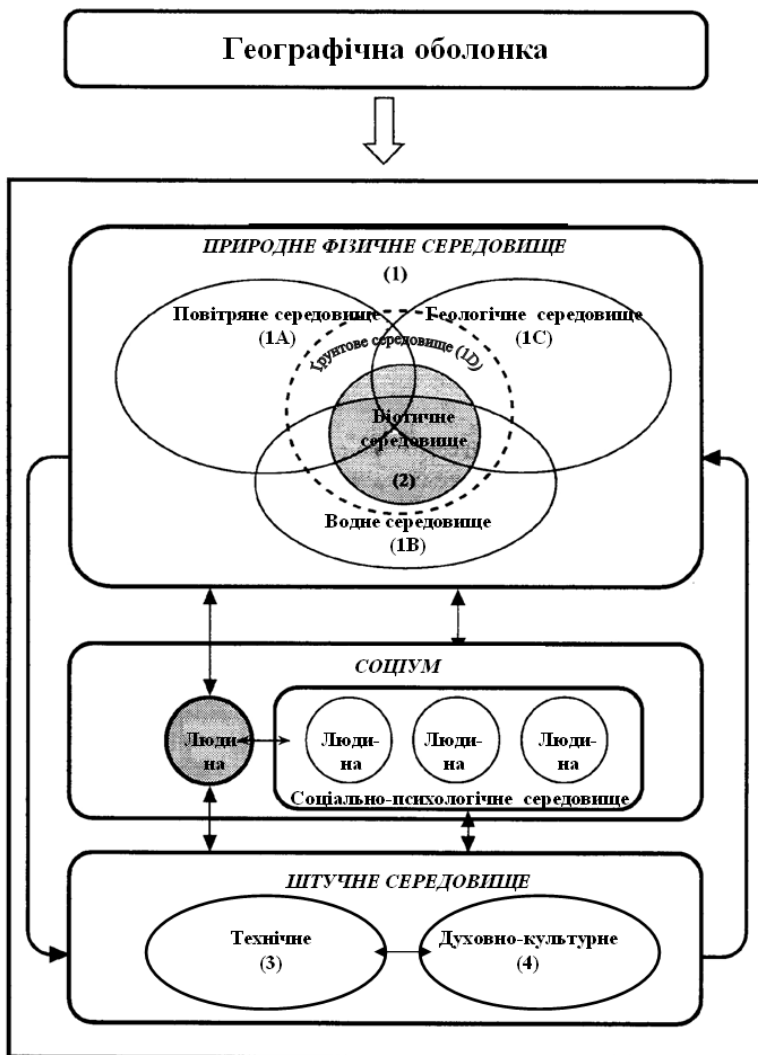 Географічна оболонка
ПРИРОДНЕ ФІЗИЧНЕ СЕРЕДОВИЩЕ
(1)
Повітряне середовище
(1А)
Беологічне середовище
(1С)
Ґрунтове середовище (1D)
Біотичне
середовище
(2)
Водне середовище
(1В)
СОЦІУМ
Люди-
на
Люди-
на
Люди-
на
Люди-
на
Соціально-психологічне середовище
ШТУЧНЕ СЕРЕДОВИЩЕ
Технічне
(3)
Духовно-культурне
(4)